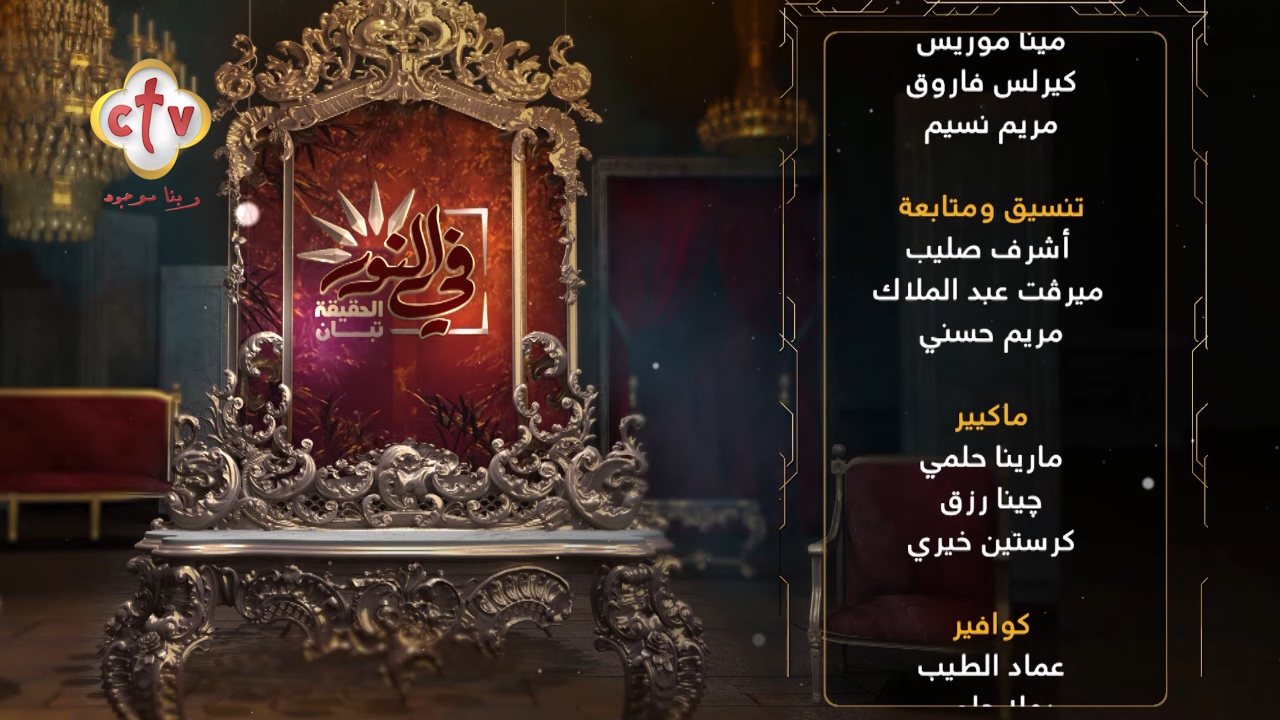 ctv
ربنا موجود
في النور
الحقيقة
تبان
مينا موريس
كيرلس فاروق
مريم نسيم
تنسيق ومتابعة
أشرف صليب
ميرڤت عبد الملاك
مريم حسني
ماكيير
مارينا حلمي
چينا رزق
كرستين خيري
كوافير
عماد الطيب